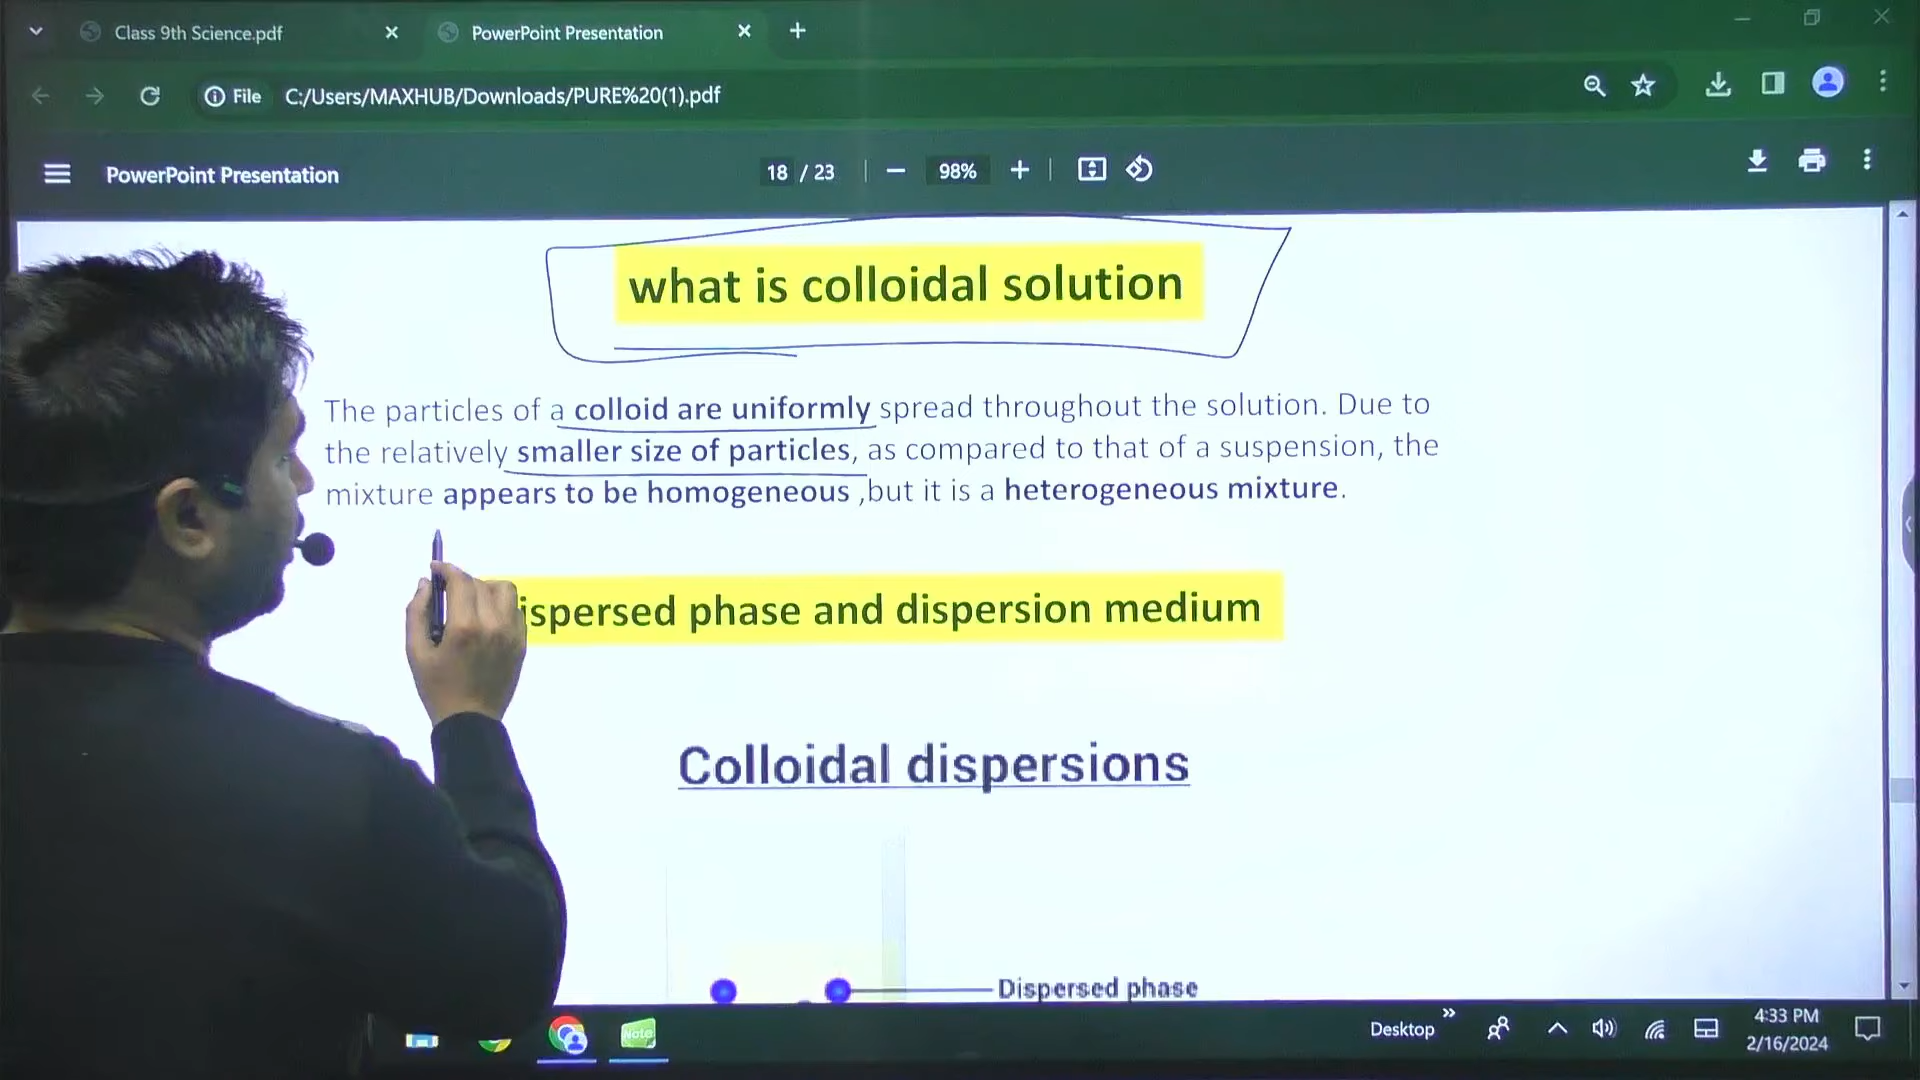 Class 9th Science.pdf
PowerPoint Presentation
File C:/Users/MAXHUB/Downloads/PURE%20(1).pdf
PowerPoint Presentation
18 / 23
98%
what is colloidal solution
The particles of a colloid are uniformly spread throughout the solution. Due to
the relatively smaller size of particles, as compared to that of a suspension, the
mixture appears to be homogeneous ,but it is a heterogeneous mixture.
ispersed phase and dispersion medium
Colloidal dispersions
Dispersed phase
Note
Desktop
4:33 PM
2/16/2024